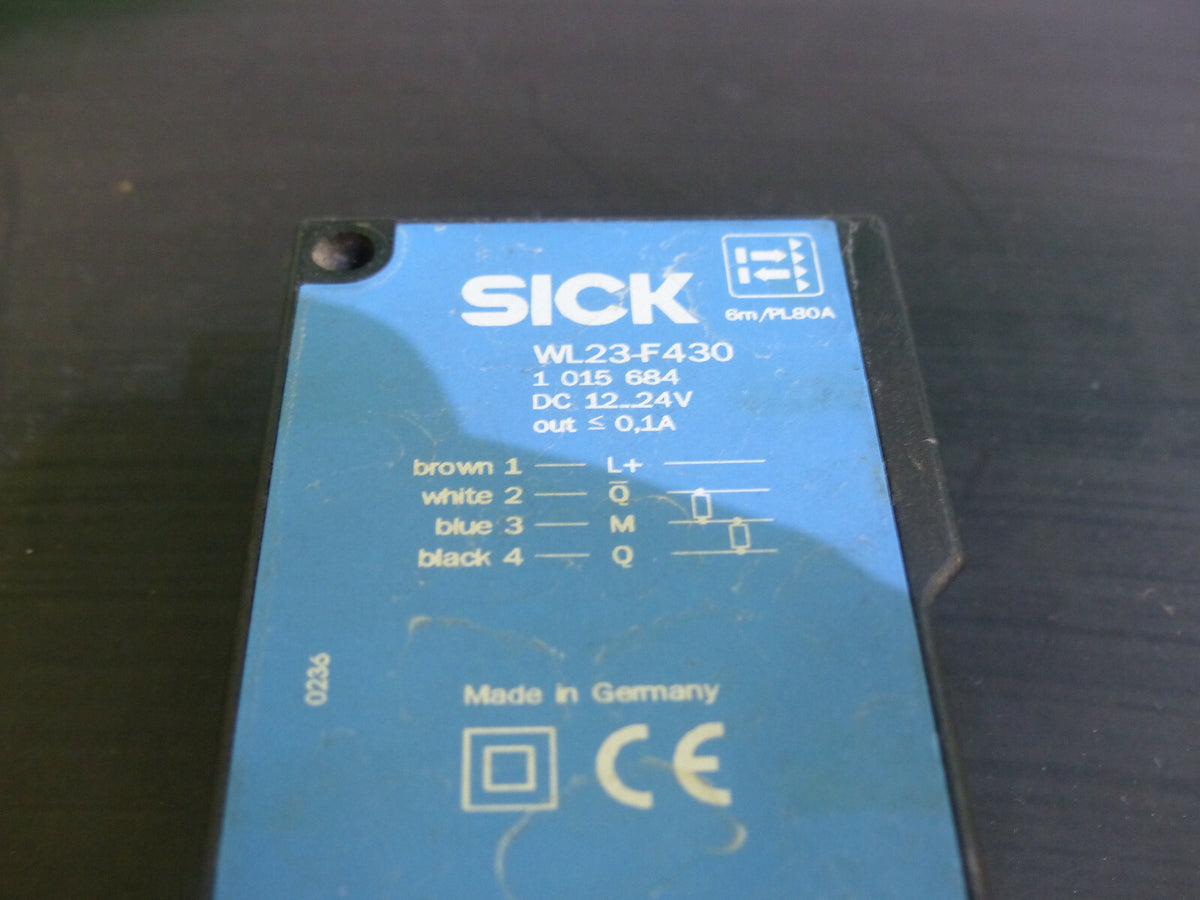 SICK
6m/PL80A
WL23-F430
1 015 684
DC 12...24V
out ≤ 0,1A
brown 1 L+
white 2 Q̅
blue 3 M
black 4 Q
0236
Made in Germany
CE